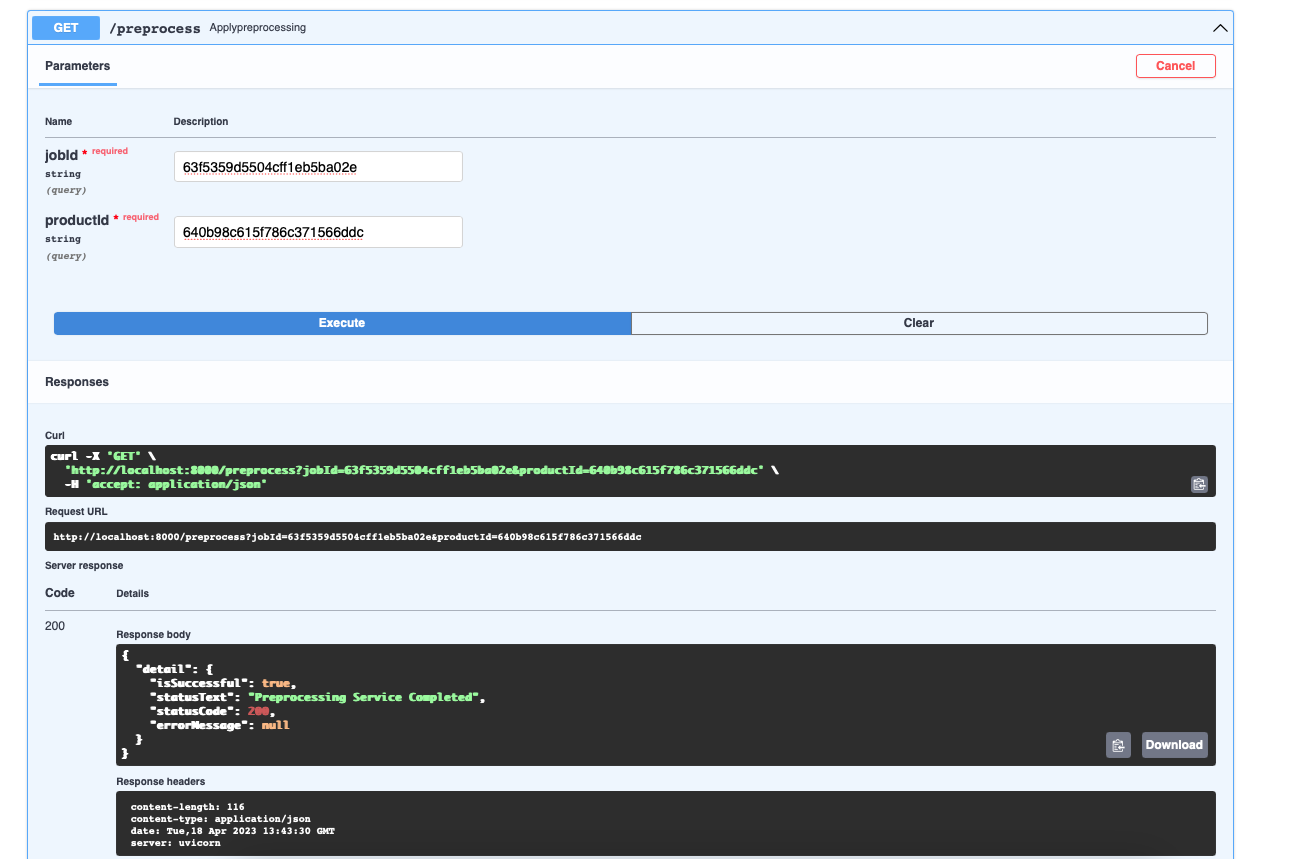 GET /preprocess Applypreprocessing
Parameters
Cancel
Name Description
jobId * required
string
(query)
63f5359d5504cff1eb5ba02e
productId * required
string
(query)
640b98c615f786c371566ddc
Execute Clear
Responses
Curl
curl -X 'GET' \
'http://localhost:8000/preprocess?jobId=63f5359d5504cff1eb5ba02e&productId=640b98c615f786c371566ddc' \
-H 'accept: application/json'
Request URL
http://localhost:8000/preprocess?jobId=63f5359d5504cff1eb5ba02e&productId=640b98c615f786c371566ddc
Server response
Code Details
200
Response body
{
"detail": {
"isSuccessful": true,
"statusText": "Preprocessing Service Completed",
"statusCode": 200,
"errorMessage": null
}
}
Download
Response headers
content-length: 116
content-type: application/json
date: Tue,18 Apr 2023 13:43:30 GMT
server: uvicorn